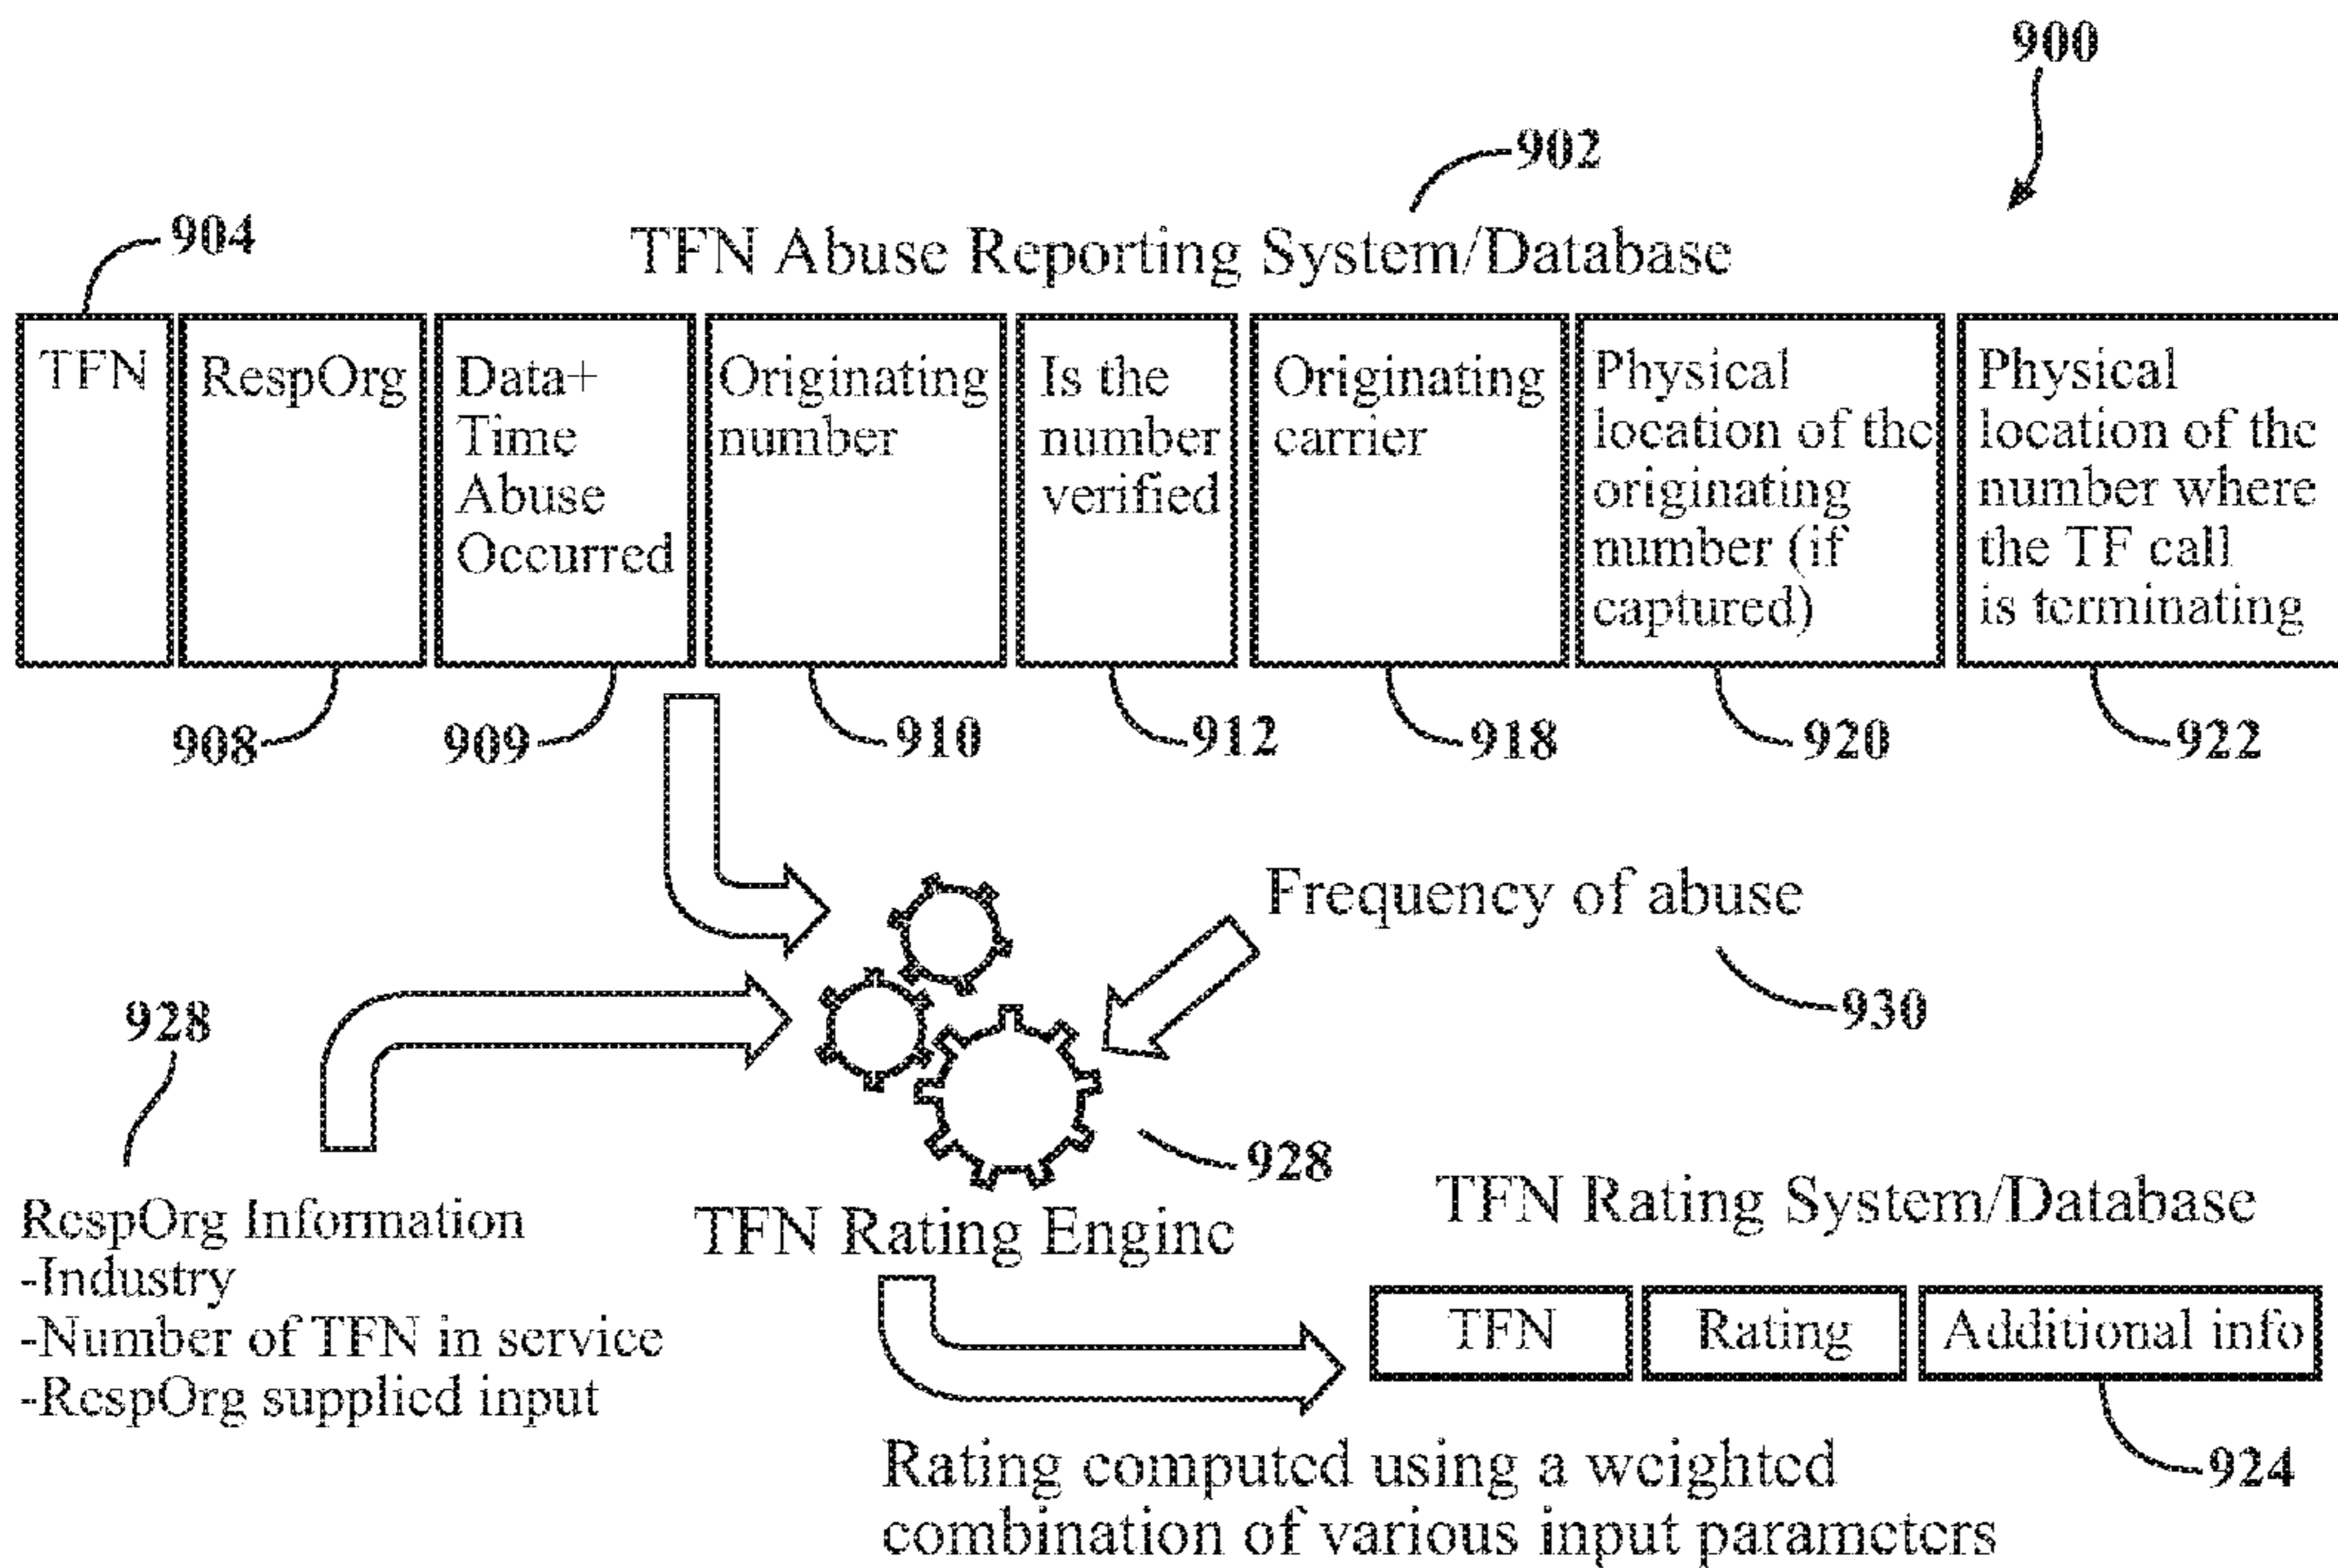 900
902
904
TFN Abuse Reporting System/Database
TFN
RespOrg
Data+
Time
Abuse
Occurred
Originating
number
Is the
number
verified
Originating
carrier
Physical
location of the
originating
number (if
captured)
Physical
location of the
number where
the TF call
is terminating
908
909
910
912
918
920
922
Frequency of abuse
930
928
928
RespOrg Information
-Industry
-Number of TFN in service
-RespOrg supplied input
TFN Rating Engine
TFN Rating System/Database
TFN
Rating
Additional info
924
Rating computed using a weighted
combination of various input parameters